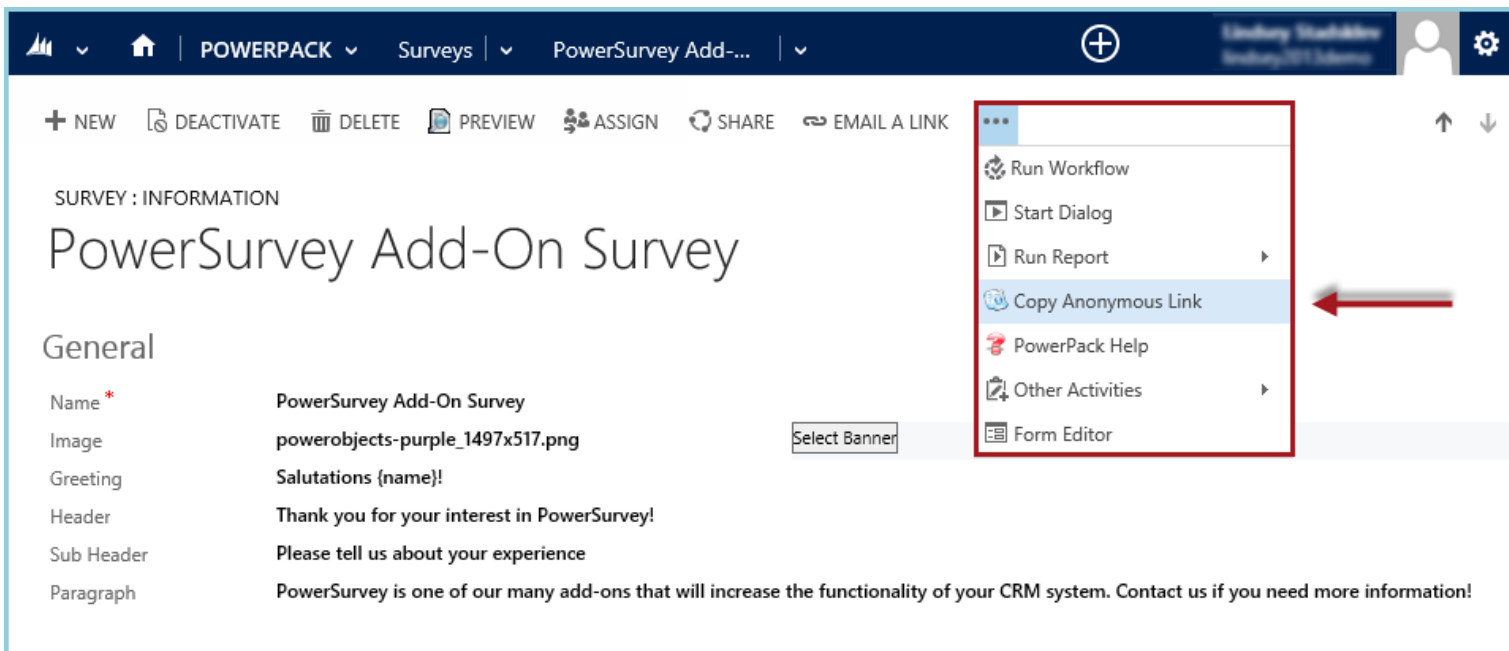 POWERPACK Surveys PowerSurvey Add-...
NEW DEACTIVATE DELETE PREVIEW ASSIGN SHARE EMAIL A LINK ...
Run Workflow
SURVEY : INFORMATION
Start Dialog
PowerSurvey Add-On Survey
Run Report
Copy Anonymous Link
General
PowerPack Help
Name * PowerSurvey Add-On Survey
Other Activities
Image powerobjects-purple_1497x517.png Select Banner
Form Editor
Greeting Salutations {name}!
Header Thank you for your interest in PowerSurvey!
Sub Header Please tell us about your experience
Paragraph PowerSurvey is one of our many add-ons that will increase the functionality of your CRM system. Contact us if you need more information!